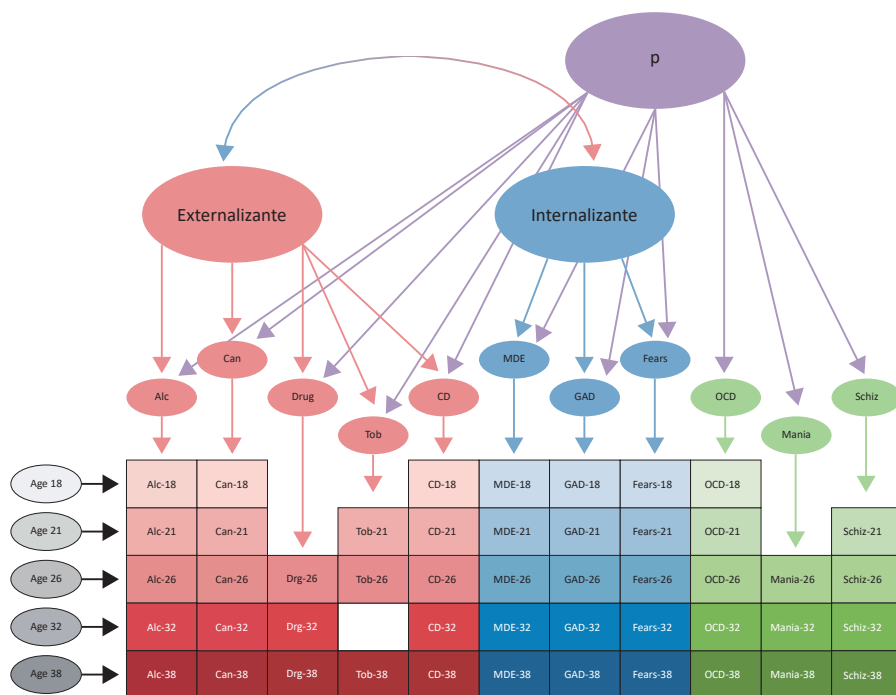 p
Externalizante
Internalizante
Can
MDE
Fears
Alc
Drug
CD
GAD
OCD
Schiz
Tob
Mania
Age 18
Alc-18
Can-18
CD-18
MDE-18
GAD-18
Fears-18
OCD-18
Age 21
Alc-21
Can-21
Tob-21
CD-21
MDE-21
GAD-21
Fears-21
OCD-21
Schiz-21
Age 26
Alc-26
Can-26
Drg-26
Tob-26
CD-26
MDE-26
GAD-26
Fears-26
OCD-26
Mania-26
Schiz-26
Age 32
Alc-32
Can-32
Drg-32
CD-32
MDE-32
GAD-32
Fears-32
OCD-32
Mania-32
Schiz-32
Age 38
Alc-38
Can-38
Drg-38
Tob-38
CD-38
MDE-38
GAD-38
Fears-38
OCD-38
Mania-38
Schiz-38